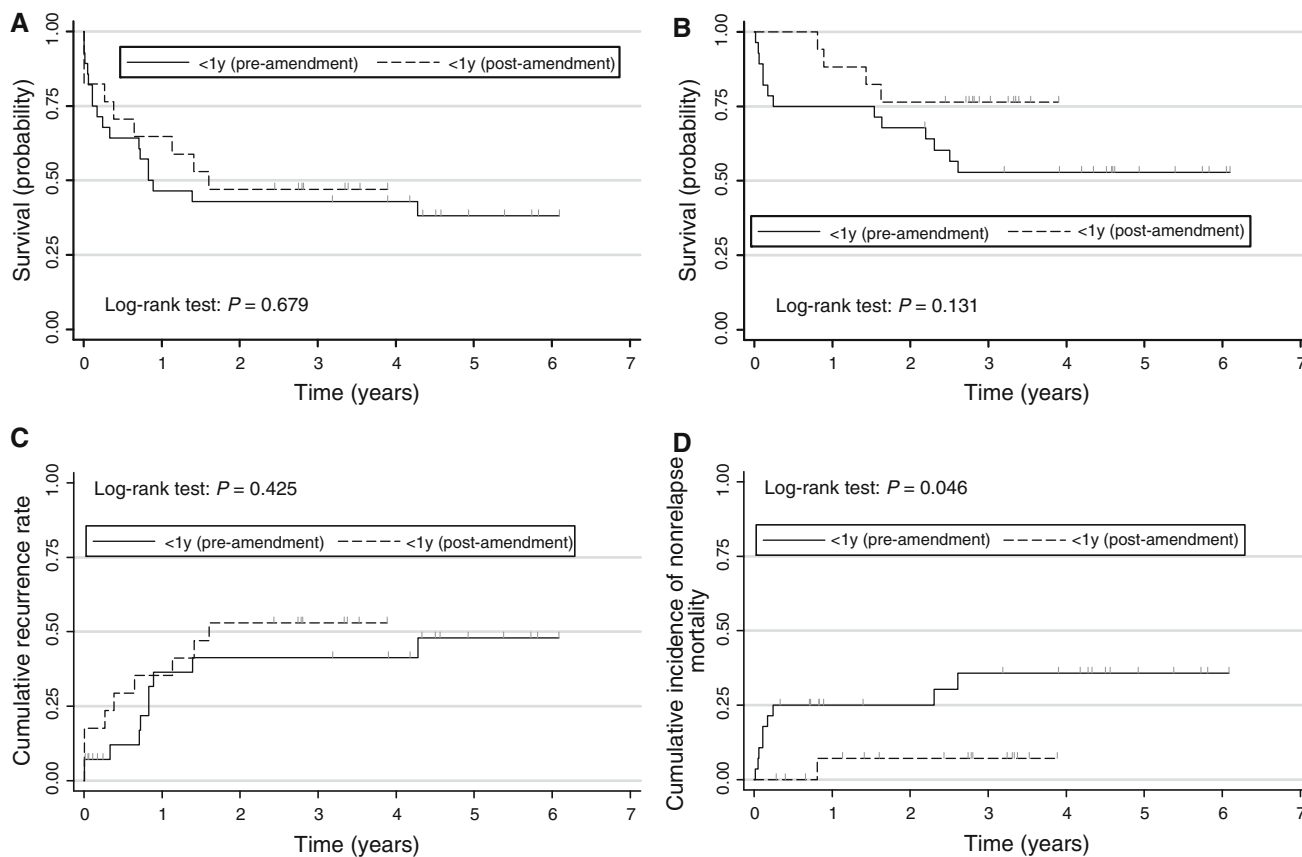 A
<1y (pre-amendment) <1y (post-amendment)
Survival (probability)
1.00
0.75
0.50
0.25
0.00
Log-rank test: P = 0.679
0 1 2 3 4 5 6 7
Time (years)
B
Survival (probability)
1.00
0.75
0.50
0.25
0.00
<1y (pre-amendment) <1y (post-amendment)
Log-rank test: P = 0.131
0 1 2 3 4 5 6 7
Time (years)
C
Cumulative recurrence rate
1.00
0.75
0.50
0.25
0.00
Log-rank test: P = 0.425
<1y (pre-amendment) <1y (post-amendment)
0 1 2 3 4 5 6 7
Time (years)
D
Cumulative incidence of nonrelapse
mortality
1.00
0.75
0.50
0.25
0.00
Log-rank test: P = 0.046
<1y (pre-amendment) <1y (post-amendment)
0 1 2 3 4 5 6 7
Time (years)